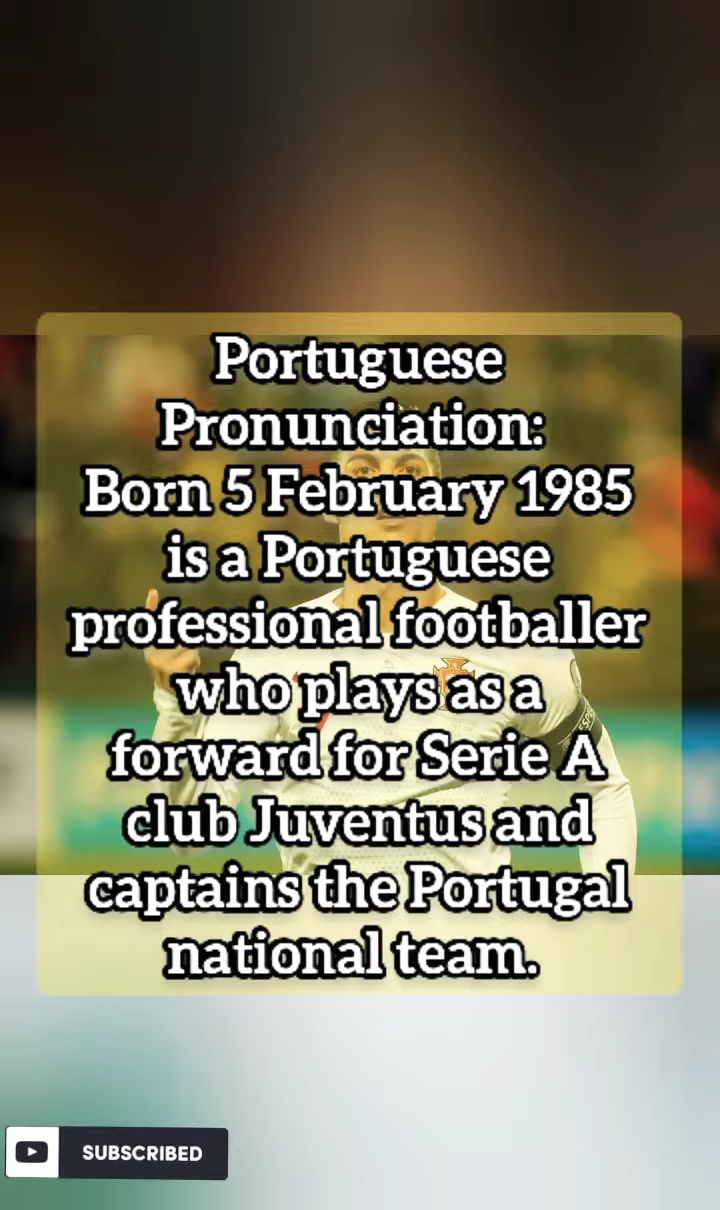 Portuguese
Pronunciation:
Born 5 February 1985
is a Portuguese
professional footballer
who plays as a
forward for Serie A
club Juventus and
captains the Portugal
national team.
SUBSCRIBED